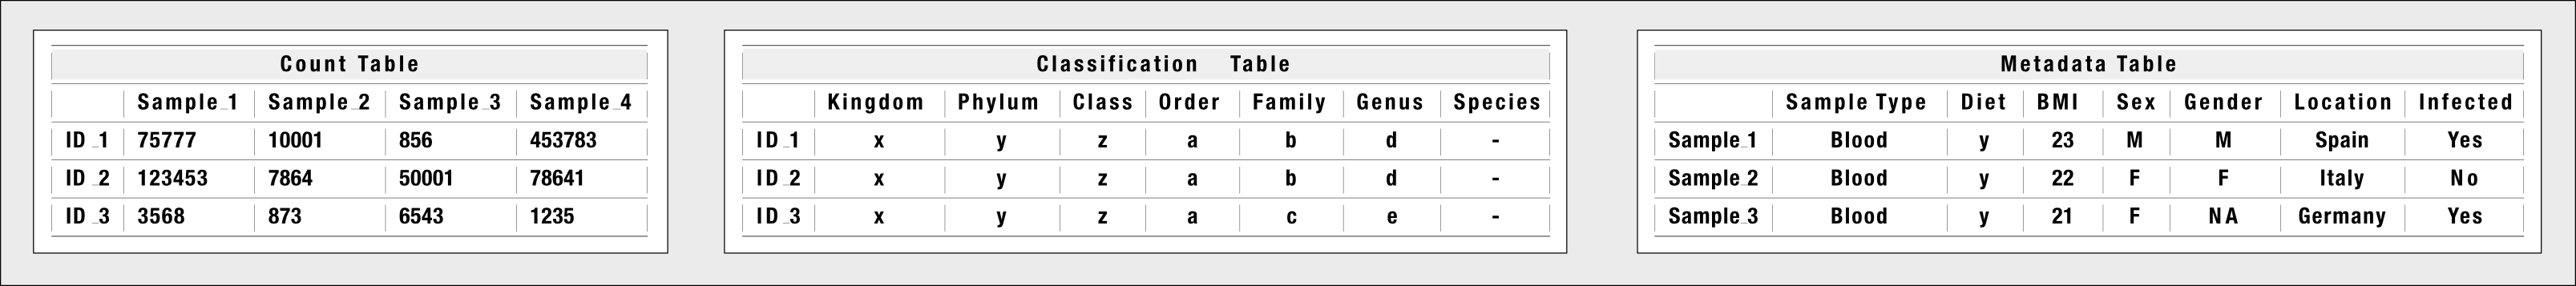 Count Table
Sample_1 Sample_2 Sample_3 Sample_4
ID_1 75777 10001 856 453783
ID_2 123453 7864 50001 78641
ID_3 3568 873 6543 1235
Classification Table
Kingdom Phylum Class Order Family Genus Species
ID_1 x y z a b d -
ID_2 x y z a b d -
ID_3 x y z a c e -
Metadata Table
Sample Type Diet BMI Sex Gender Location Infected
Sample_1 Blood y 23 M M Spain Yes
Sample_2 Blood y 22 F F Italy No
Sample_3 Blood y 21 F NA Germany Yes